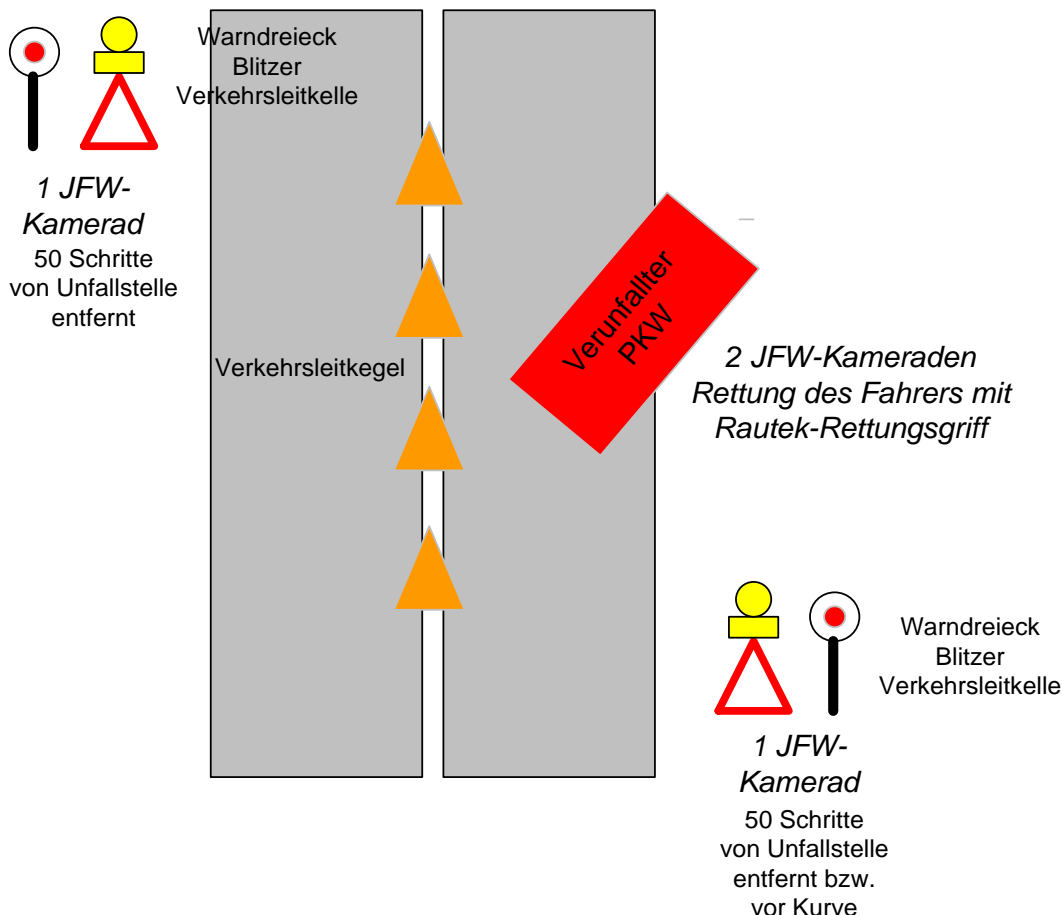 Warndreieck
Blitzer
Verkehrsleitkelle
1 JFW-
Kamerad
50 Schritte
von Unfallstelle
entfernt
Verkehrsleitkegel
Verunfallter
PKW
2 JFW-Kameraden
Rettung des Fahrers mit
Rautek-Rettungsgriff
Warndreieck
Blitzer
Verkehrsleitkelle
1 JFW-
Kamerad
50 Schritte
von Unfallstelle
entfernt bzw.
vor Kurve